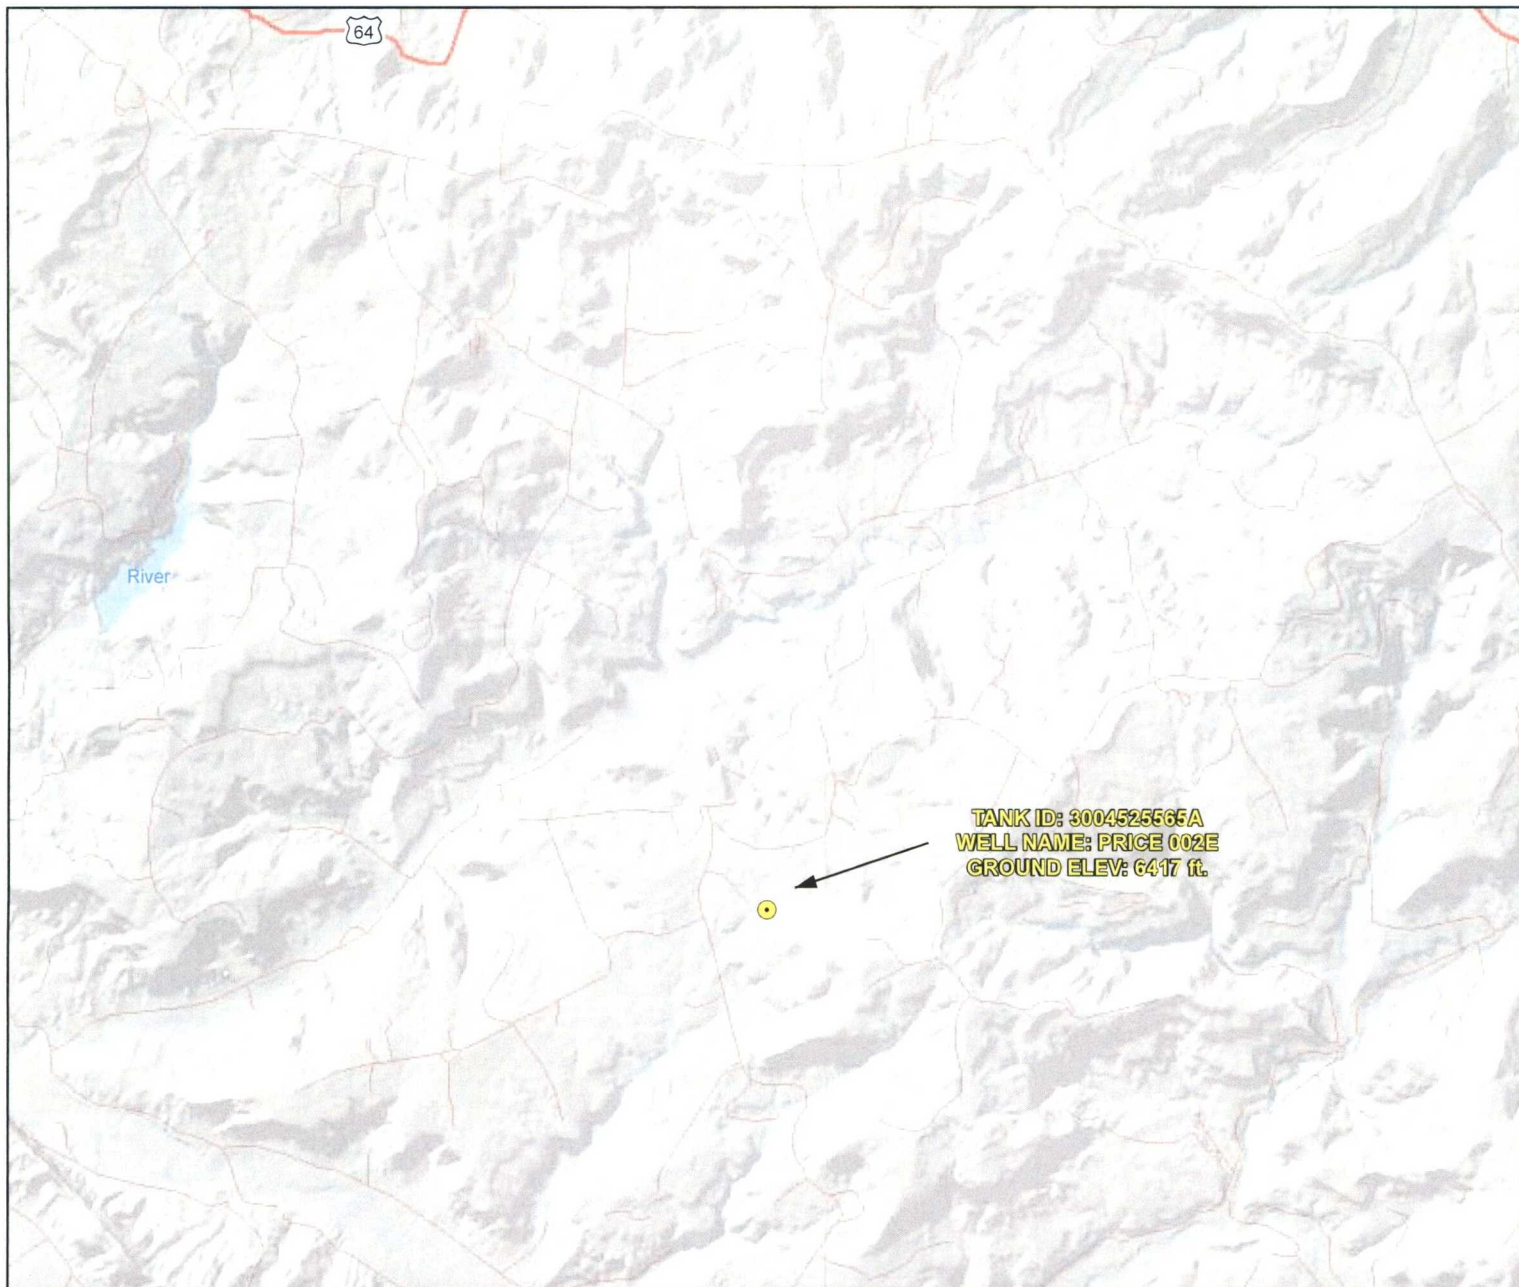 64
River
TANK ID: 3004525565A
WELL NAME: PRICE 002E
GROUND ELEV: 6417 ft.